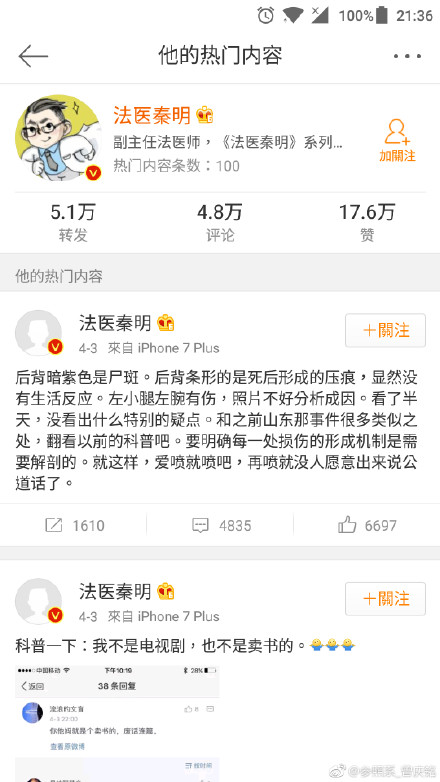 100% 21:36
他的热门内容
法医秦明
副主任法医师，《法医秦明》系列...
热门内容条数：100
加關注
5.1万 4.8万 17.6万
转发 评论 赞
他的热门内容
法医秦明
4-3 來自 iPhone 7 Plus
＋關注
后背暗紫色是尸斑。后背条形的是死后形成的压痕，显然没
有生活反应。左小腿左腕有伤，照片不好分析成因。看了半
天，没看出什么特别的疑点。和之前山东那事件很多类似之
处，翻看以前的科普吧。要明确每一处损伤的形成机制是需
要解剖的。就这样，爱喷就喷吧，再喷就没人愿意出来说公
道话了。
1610 4835 6697
法医秦明
4-3 來自 iPhone 7 Plus
＋關注
科普一下：我不是电视剧，也不是卖书的。
中国移动 下午10:19 28%
返回 38 条回复
你他妈就是个卖书的，废话连篇。
查看原微博